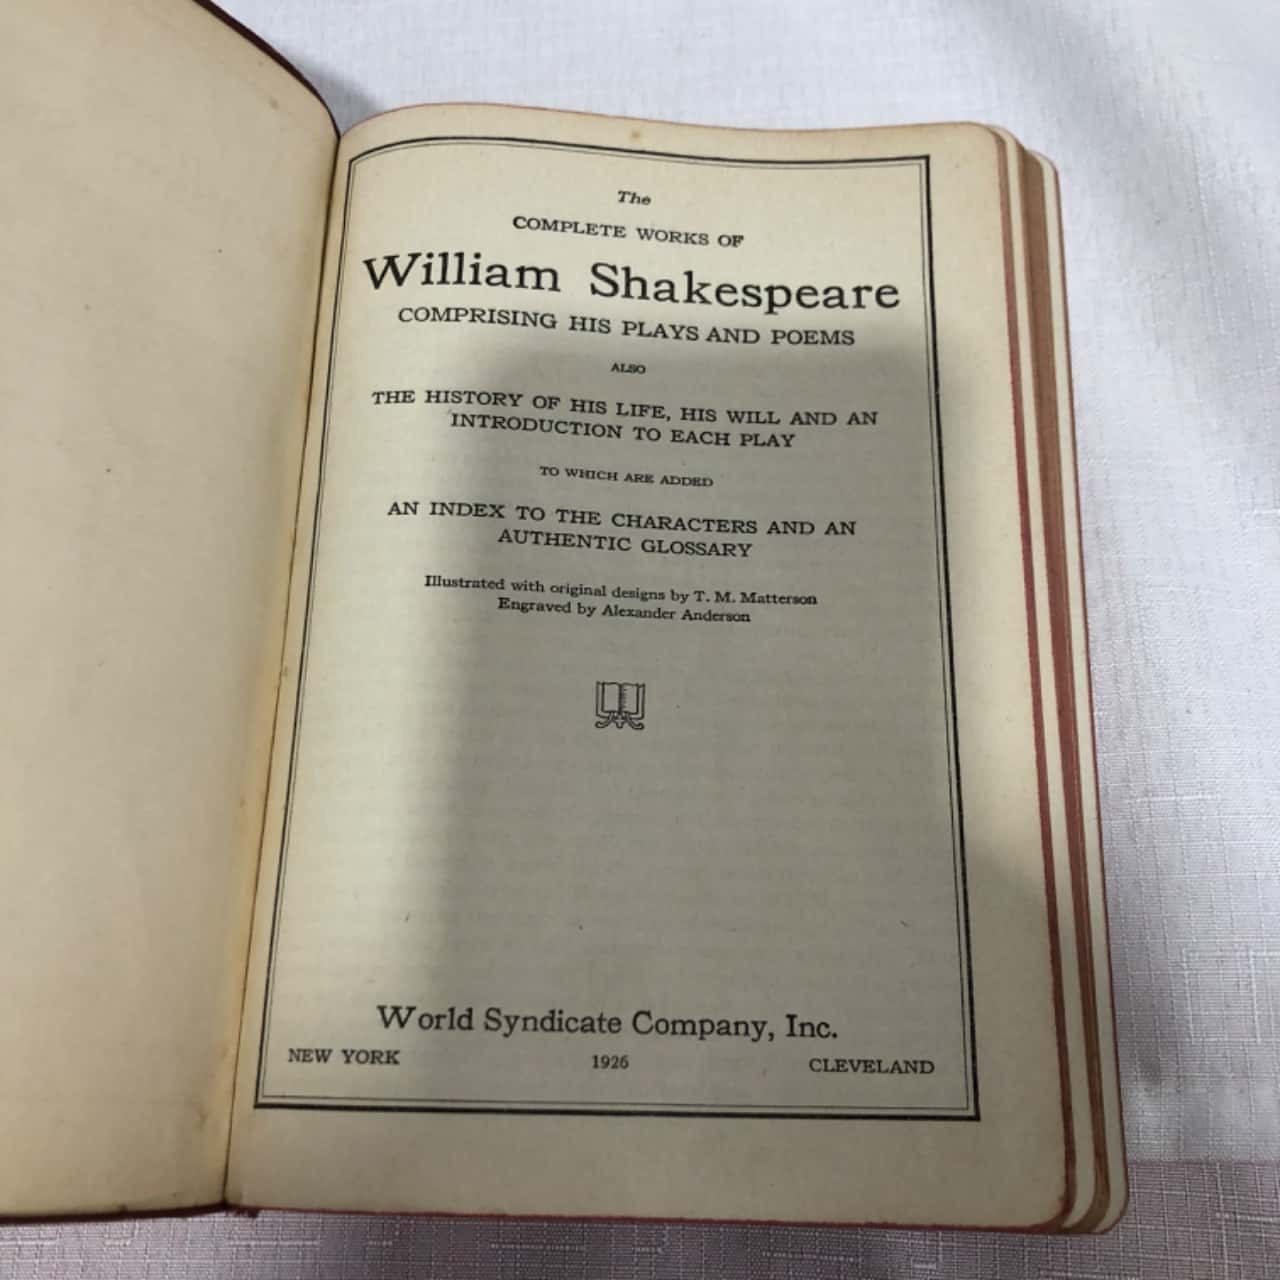 The
COMPLETE WORKS OF
William Shakespeare
COMPRISING HIS PLAYS AND POEMS
ALSO
THE HISTORY OF HIS LIFE, HIS WILL AND AN
INTRODUCTION TO EACH PLAY
TO WHICH ARE ADDED
AN INDEX TO THE CHARACTERS AND AN
AUTHENTIC GLOSSARY
Illustrated with original designs by T. M. Matterson
Engraved by Alexander Anderson
World Syndicate Company, Inc.
NEW YORK 1926 CLEVELAND